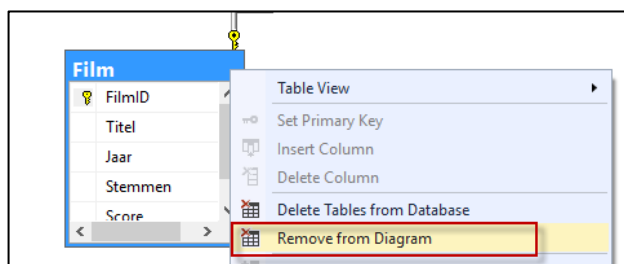 Film
FilmID
Titel
Jaar
Stemmen
Score
Table View
Set Primary Key
Insert Column
Delete Column
Delete Tables from Database
Remove from Diagram